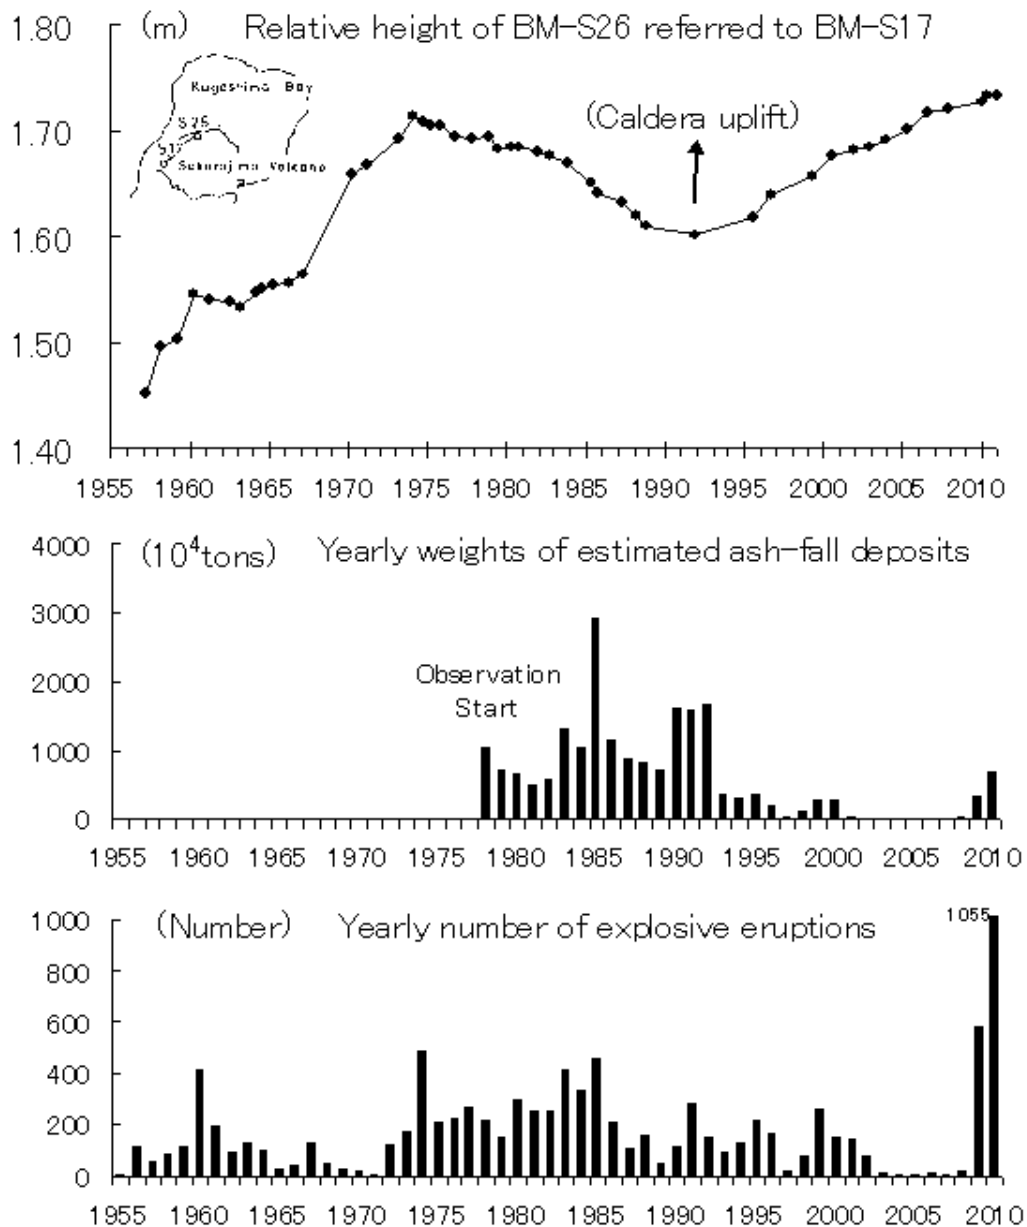 1.80
(m)
Relative height of BM-S26 referred to BM-S17
Kagoshima Bay
S26
S17
Sakurajima Volcano
(Caldera uplift)
1.70
1.60
1.50
1.40
1955 1960 1965 1970 1975 1980 1985 1990 1995 2000 2005 2010
4000
(10⁴tons)
Yearly weights of estimated ash-fall deposits
3000
Observation
Start
2000
1000
0
1955 1960 1965 1970 1975 1980 1985 1990 1995 2000 2005 2010
1000
(Number)
Yearly number of explosive eruptions
1055
800
600
400
200
0
1955 1960 1965 1970 1975 1980 1985 1990 1995 2000 2005 2010